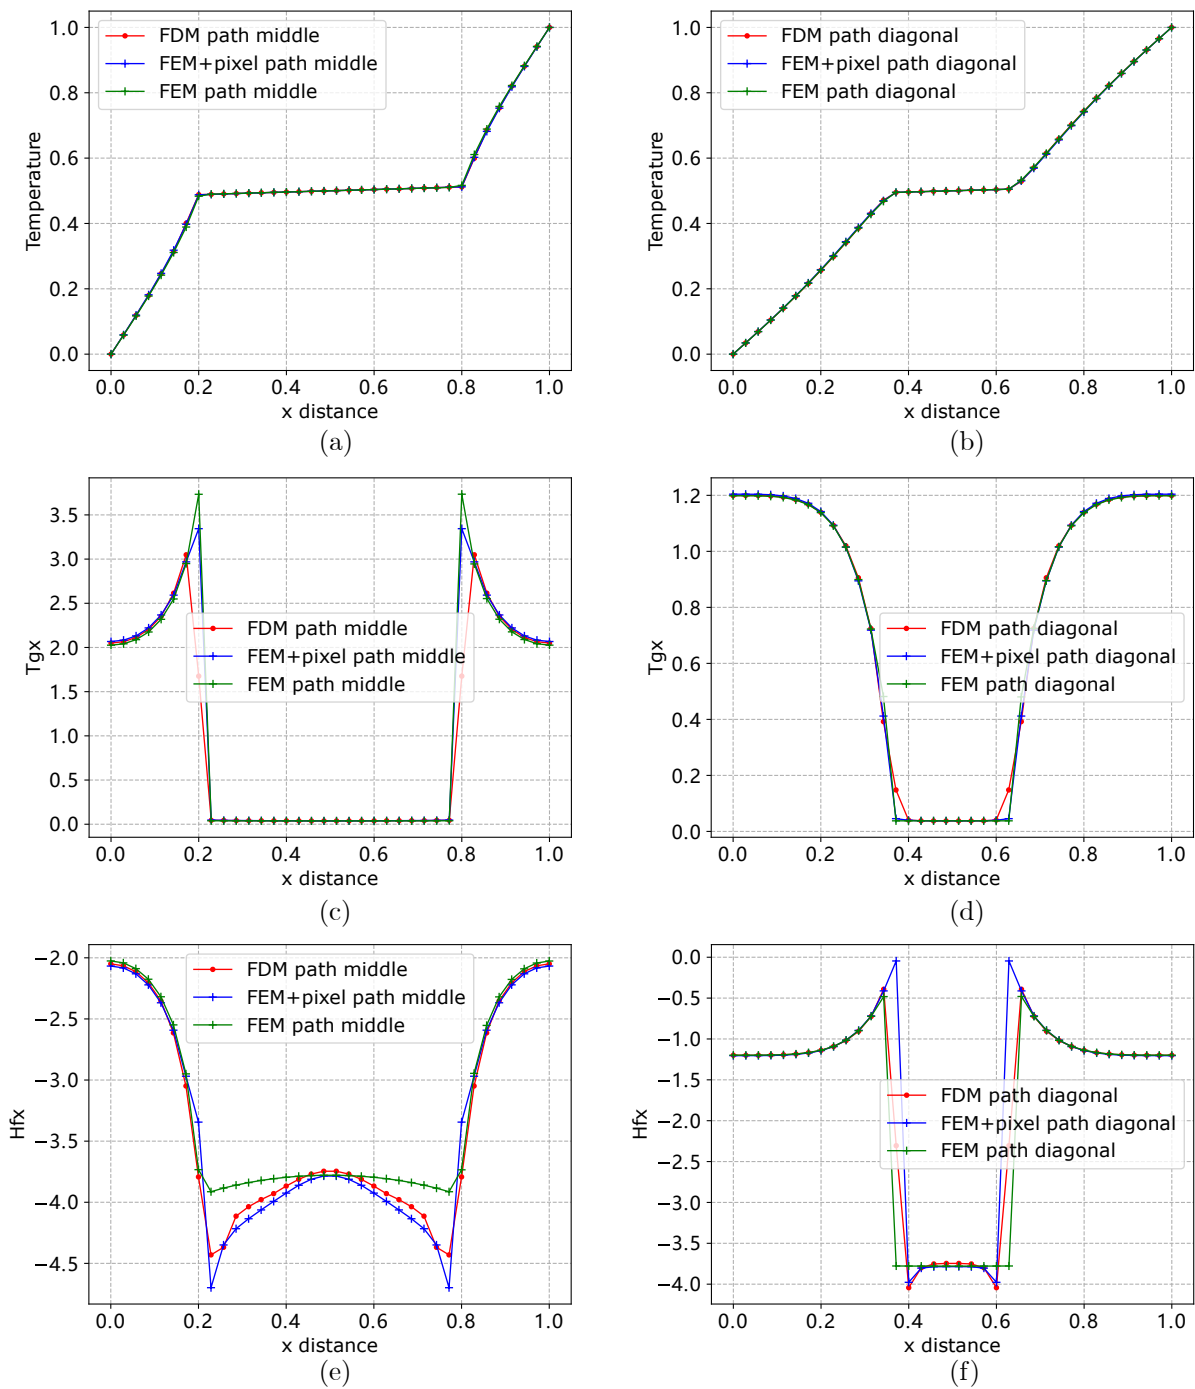 FDM path middle
FEM+pixel path middle
FEM path middle
1.0
0.8
0.6
0.4
0.2
0.0
Temperature
0.0 0.2 0.4 0.6 0.8 1.0
x distance
(a)
FDM path diagonal
FEM+pixel path diagonal
FEM path diagonal
1.0
0.8
0.6
0.4
0.2
0.0
Temperature
0.0 0.2 0.4 0.6 0.8 1.0
x distance
(b)
3.5
3.0
2.5
2.0
1.5
1.0
0.5
0.0
Tgx
FDM path middle
FEM+pixel path middle
FEM path middle
0.0 0.2 0.4 0.6 0.8 1.0
x distance
(c)
1.2
1.0
0.8
0.6
0.4
0.2
0.0
Tgx
FDM path diagonal
FEM+pixel path diagonal
FEM path diagonal
0.0 0.2 0.4 0.6 0.8 1.0
x distance
(d)
−2.0
−2.5
−3.0
−3.5
−4.0
−4.5
Hfx
FDM path middle
FEM+pixel path middle
FEM path middle
0.0 0.2 0.4 0.6 0.8 1.0
x distance
(e)
0.0
−0.5
−1.0
−1.5
−2.0
−2.5
−3.0
−3.5
−4.0
Hfx
FDM path diagonal
FEM+pixel path diagonal
FEM path diagonal
0.0 0.2 0.4 0.6 0.8 1.0
x distance
(f)